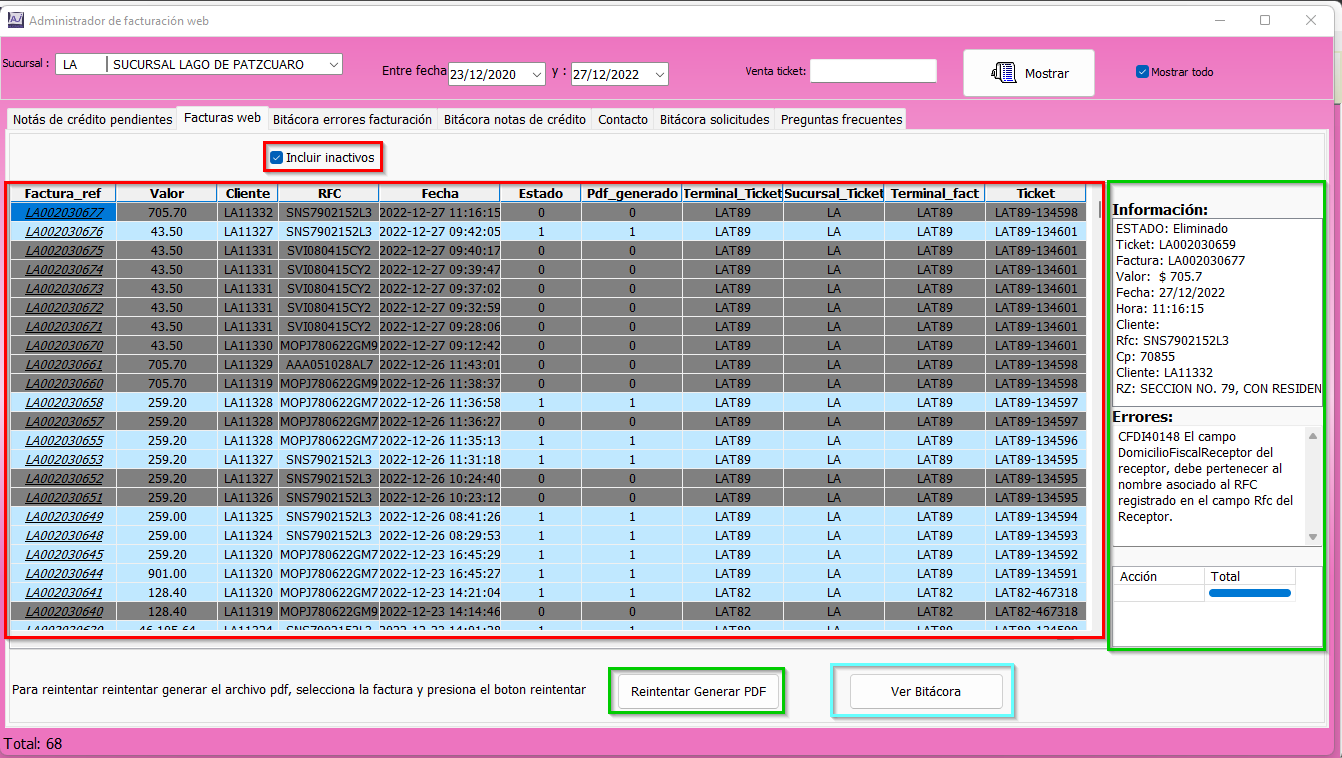 Administrador de facturación web
Sucursal : LA SUCURSAL LAGO DE PATZCUARO Entre fecha 23/12/2020 y : 27/12/2022 Venta ticket: Mostrar Mostrar todo
Notás de crédito pendientes Facturas web Bitácora errores facturación Bitácora notas de crédito Contacto Bitácora solicitudes Preguntas frecuentes
Incluir inactivos
Factura_ref Valor Cliente RFC Fecha Estado Pdf_generado Terminal_Ticket Sucursal_Ticket Terminal_fact Ticket
LA002030677 705.70 LA11332 SNS7902152L3 2022-12-27 11:16:15 0 0 LAT89 LA LAT89 LAT89-134598
LA002030676 43.50 LA11327 SNS7902152L3 2022-12-27 09:42:05 1 1 LAT89 LA LAT89 LAT89-134601
LA002030675 43.50 LA11331 SVI080415CY2 2022-12-27 09:40:17 0 0 LAT89 LA LAT89 LAT89-134601
LA002030674 43.50 LA11331 SVI080415CY2 2022-12-27 09:39:47 0 0 LAT89 LA LAT89 LAT89-134601
LA002030673 43.50 LA11331 SVI080415CY2 2022-12-27 09:37:02 0 0 LAT89 LA LAT89 LAT89-134601
LA002030672 43.50 LA11331 SVI080415CY2 2022-12-27 09:32:59 0 0 LAT89 LA LAT89 LAT89-134601
LA002030671 43.50 LA11331 SVI080415CY2 2022-12-27 09:28:06 0 0 LAT89 LA LAT89 LAT89-134601
LA002030670 43.50 LA11330 MOPJ780622GM9 2022-12-27 09:12:42 0 0 LAT89 LA LAT89 LAT89-134601
LA002030661 705.70 LA11329 AAA051028AL7 2022-12-26 11:43:01 0 0 LAT89 LA LAT89 LAT89-134598
LA002030660 705.70 LA11319 MOPJ780622GM9 2022-12-26 11:38:37 0 0 LAT89 LA LAT89 LAT89-134598
LA002030658 259.20 LA11328 MOPJ780622GM7 2022-12-26 11:36:58 1 1 LAT89 LA LAT89 LAT89-134597
LA002030657 259.20 LA11328 MOPJ780622GM7 2022-12-26 11:36:27 0 0 LAT89 LA LAT89 LAT89-134597
LA002030655 259.20 LA11328 MOPJ780622GM7 2022-12-26 11:35:13 1 1 LAT89 LA LAT89 LAT89-134596
LA002030653 259.20 LA11327 SNS7902152L3 2022-12-26 11:31:18 1 1 LAT89 LA LAT89 LAT89-134595
LA002030652 259.20 LA11327 SNS7902152L3 2022-12-26 10:24:40 0 0 LAT89 LA LAT89 LAT89-134595
LA002030651 259.20 LA11326 SNS7902152L3 2022-12-26 10:23:12 0 0 LAT89 LA LAT89 LAT89-134595
LA002030649 259.00 LA11325 SNS7902152L3 2022-12-26 08:41:26 1 1 LAT89 LA LAT89 LAT89-134594
LA002030648 259.00 LA11324 SNS7902152L3 2022-12-26 08:29:53 1 1 LAT89 LA LAT89 LAT89-134593
LA002030645 259.20 LA11320 MOPJ780622GM7 2022-12-23 16:45:29 1 1 LAT89 LA LAT89 LAT89-134592
LA002030644 901.00 LA11320 MOPJ780622GM7 2022-12-23 16:45:27 1 1 LAT89 LA LAT89 LAT89-134591
LA002030641 128.40 LA11320 MOPJ780622GM7 2022-12-23 14:21:04 1 1 LAT82 LA LAT82 LAT82-467318
LA002030640 128.40 LA11319 MOPJ780622GM9 2022-12-23 14:14:46 0 0 LAT82 LA LAT82 LAT82-467318
Información:
ESTADO: Eliminado
Ticket: LA002030659
Factura: LA002030677
Valor: $ 705.7
Fecha: 27/12/2022
Hora: 11:16:15
Cliente:
Rfc: SNS7902152L3
Cp: 70855
Cliente: LA11332
RZ: SECCION NO. 79, CON RESIDEN
Errores:
CFDI40148 El campo
DomicilioFiscalReceptor del
receptor, debe pertenecer al
nombre asociado al RFC
registrado en el campo Rfc del
Receptor.
Acción Total
Para reintentar reintentar generar el archivo pdf, selecciona la factura y presiona el boton reintentar Reintentar Generar PDF Ver Bitácora
Total: 68